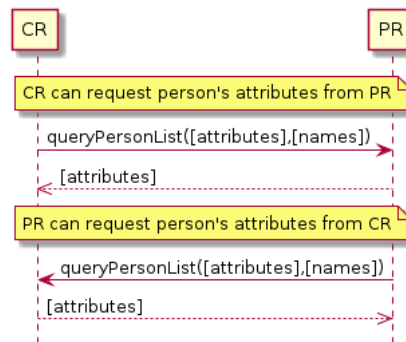 CR
PR
CR can request person's attributes from PR
queryPersonList([attributes],[names])
[attributes]
PR can request person's attributes from CR
queryPersonList([attributes],[names])
[attributes]